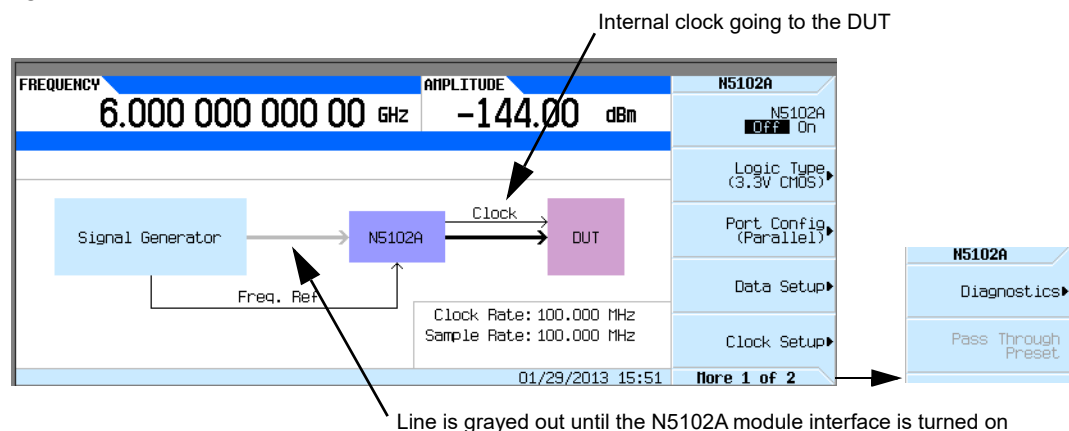 Internal clock going to the DUT
FREQUENCY
6.000 000 000 00 GHz
AMPLITUDE
-144.00 dBm
N5102A
N5102A
Off On
Logic Type
(3.3V CMOS)
Port Config
(Parallel)
Data Setup
Clock Setup
More 1 of 2
Signal Generator
N5102A
Clock
DUT
Freq. Ref
Clock Rate: 100.000 MHz
Sample Rate: 100.000 MHz
01/29/2013 15:51
N5102A
Diagnostics
Pass Through
Preset
Line is grayed out until the N5102A module interface is turned on